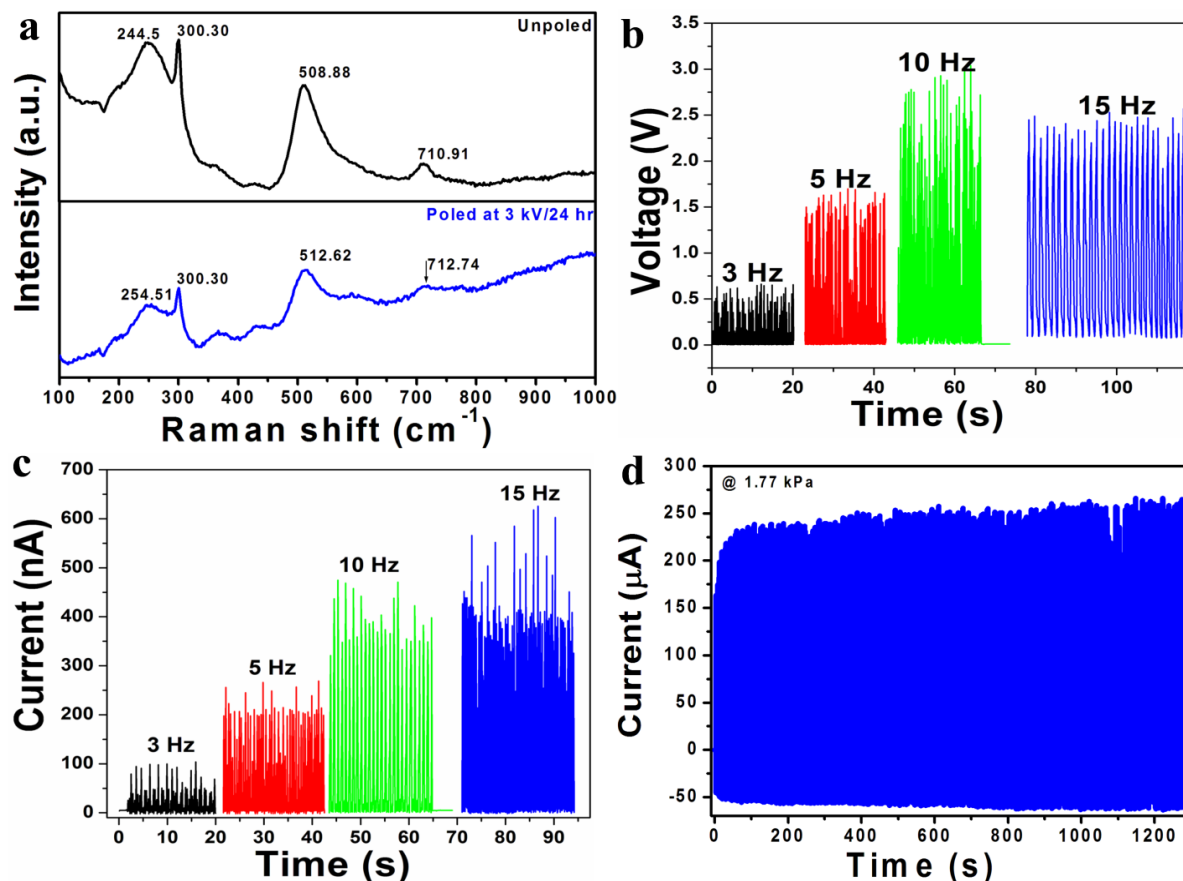 a
Unpoled
244.5
300.30
508.88
710.91
Poled at 3 kV/24 hr
254.51
300.30
512.62
712.74
Intensity (a.u.)
100 200 300 400 500 600 700 800 900 1000
Raman shift (cm⁻¹)
b
3.5
3.0
2.5
2.0
1.5
1.0
0.5
0.0
Voltage (V)
3 Hz
5 Hz
10 Hz
15 Hz
0 20 40 60 80 100
Time (s)
c
700
600
500
400
300
200
100
0
Current (nA)
3 Hz
5 Hz
10 Hz
15 Hz
0 10 20 30 40 50 60 70 80 90
Time (s)
d
@ 1.77 kPa
300
250
200
150
100
50
0
-50
Current (μA)
0 200 400 600 800 1000 1200
Time (s)